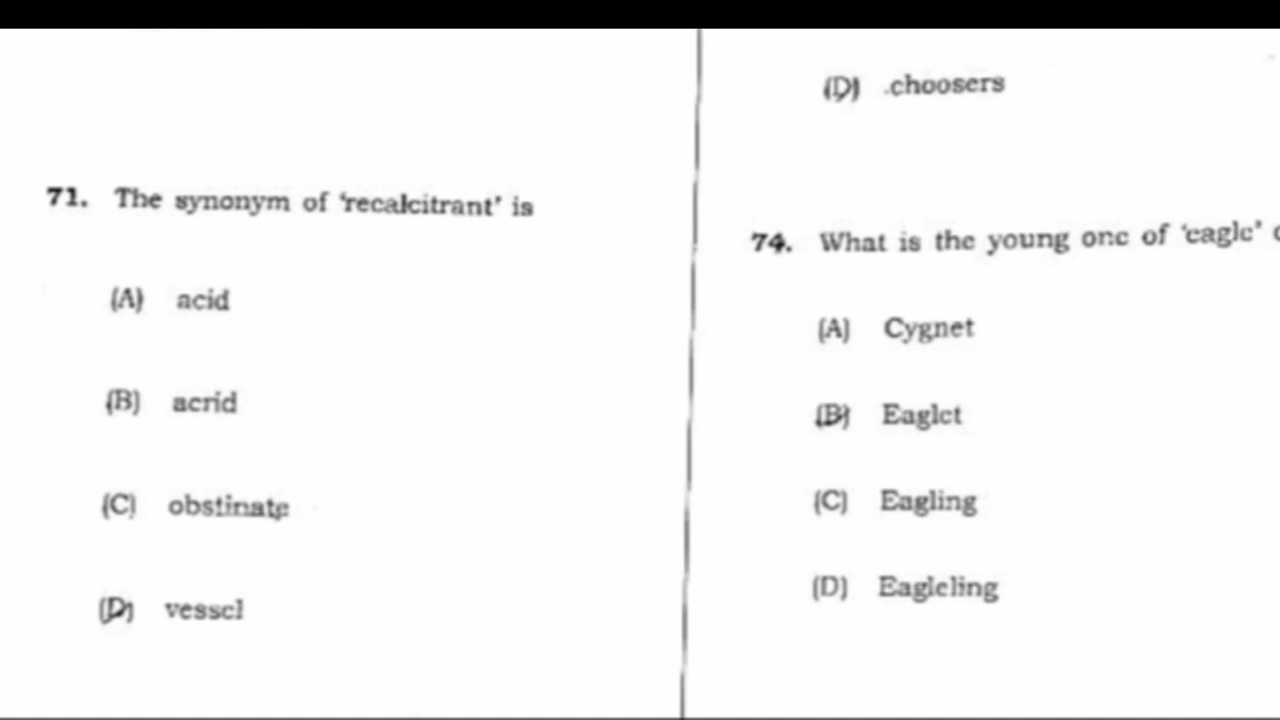 71. The synonym of 'recalcitrant' is
(A) acid
(B) acrid
(C) obstinate
(D) vessel
(D) choosers
74. What is the young one of 'eagle'
(A) Cygnet
(B) Eaglet
(C) Eagling
(D) Eagleling